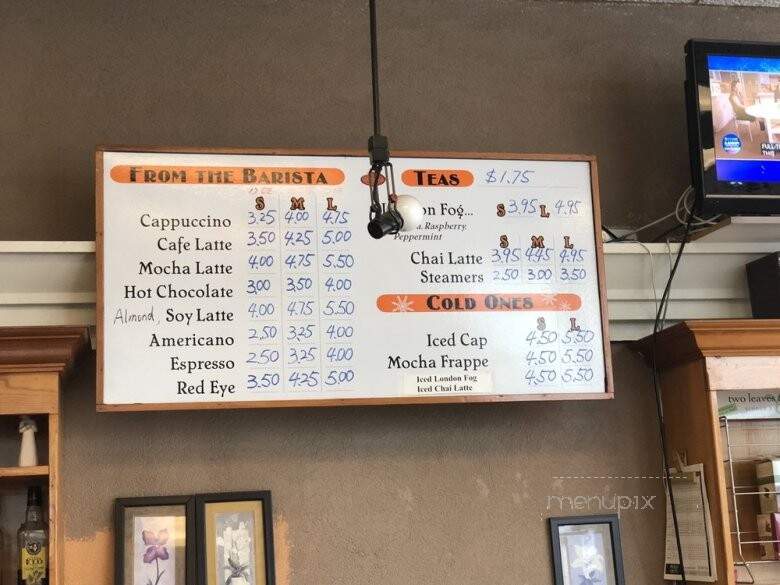 FROM THE BARISTA
12 oz
S M L
Cappuccino 3.25 4.00 4.75
Cafe Latte 3.50 4.25 5.00
Mocha Latte 4.00 4.75 5.50
Hot Chocolate 3.00 3.50 4.00
Almond, Soy Latte 4.00 4.75 5.50
Americano 2.50 3.25 4.00
Espresso 2.50 3.25 4.00
Red Eye 3.50 4.25 5.00
TEAS $1.75
on Fog... S 3.95 L 4.95
Raspberry,
Peppermint
S M L
Chai Latte 3.95 4.45 4.95
Steamers 2.50 3.00 3.50
COLD ONES
S L
Iced Cap 4.50 5.50
Mocha Frappe 4.50 5.50
Iced London Fog 4.50 5.50
Iced Chai Latte
FULL-T
THIS
two leaves
menupix